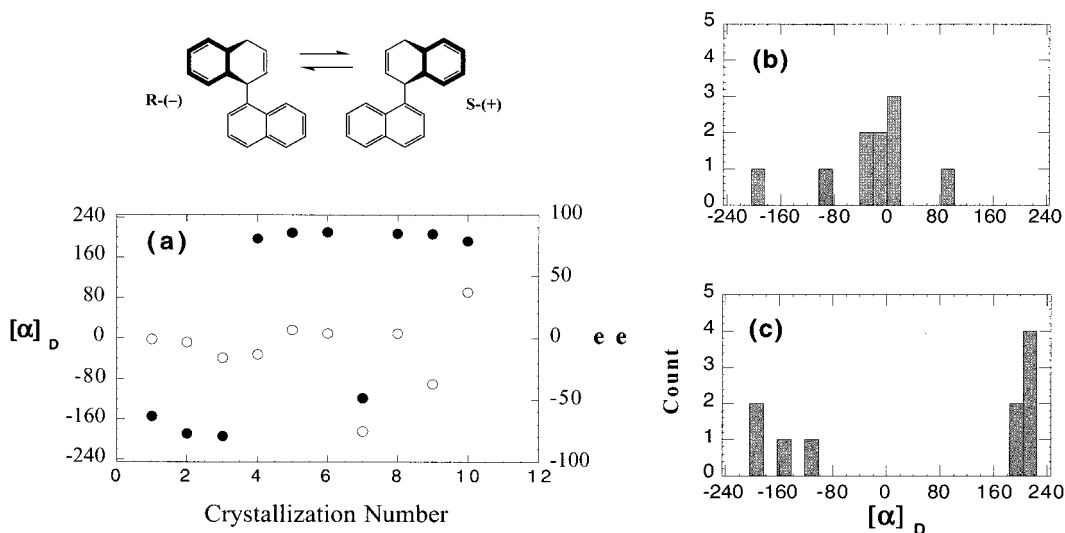 R-(−)
S-(+)
(a)
240
160
80
0
-80
-160
-240
[α] D
100
50
0
-50
-100
e e
0 2 4 6 8 10 12
Crystallization Number
(b)
5
4
3
2
1
0
-240 -160 -80 0 80 160 240
(c)
5
4
3
2
1
0
Count
-240 -160 -80 0 80 160 240
[α] D